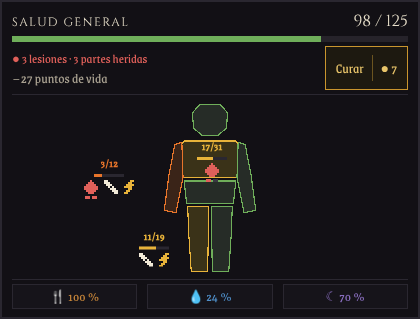 SALUD GENERAL 98 / 125
3 lesiones · 3 partes heridas
−27 puntos de vida
Curar 7
17/31
3/12
11/19
100 %
24 %
70 %